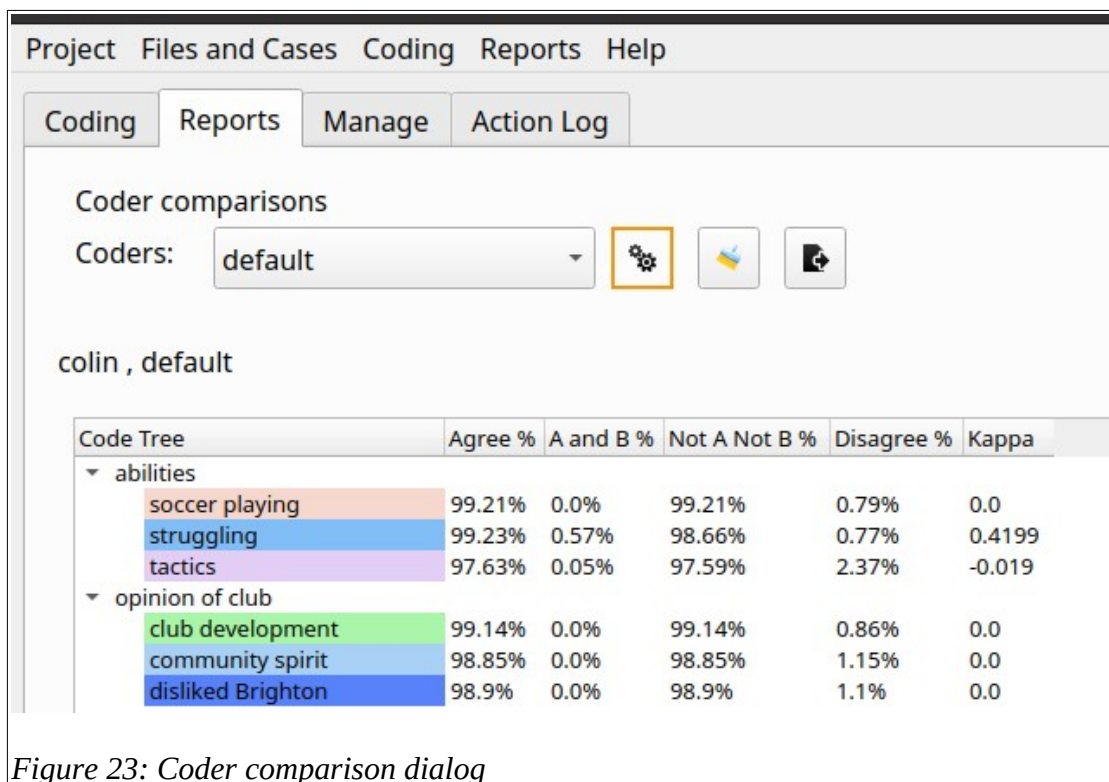 Project Files and Cases Coding Reports Help
Coding Reports Manage Action Log
Coder comparisons
Coders: default
colin , default
Code Tree Agree % A and B % Not A Not B % Disagree % Kappa
abilities
soccer playing 99.21% 0.0% 99.21% 0.79% 0.0
struggling 99.23% 0.57% 98.66% 0.77% 0.4199
tactics 97.63% 0.05% 97.59% 2.37% -0.019
opinion of club
club development 99.14% 0.0% 99.14% 0.86% 0.0
community spirit 98.85% 0.0% 98.85% 1.15% 0.0
disliked Brighton 98.9% 0.0% 98.9% 1.1% 0.0
Figure 23: Coder comparison dialog